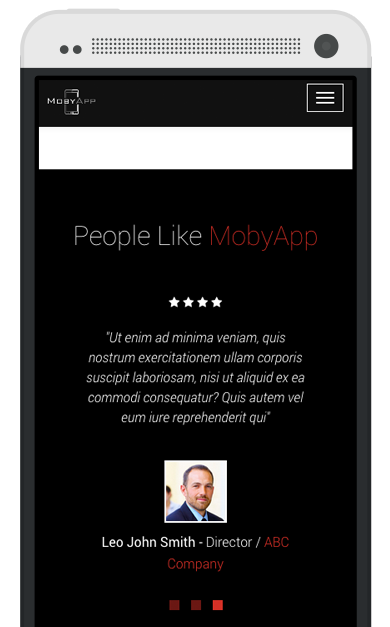 MobyApp
People Like MobyApp
"Ut enim ad minima veniam, quis
nostrum exercitationem ullam corporis
suscipit laboriosam, nisi ut aliquid ex ea
commodi consequatur? Quis autem vel
eum iure reprehenderit qui"
Leo John Smith - Director / ABC
Company